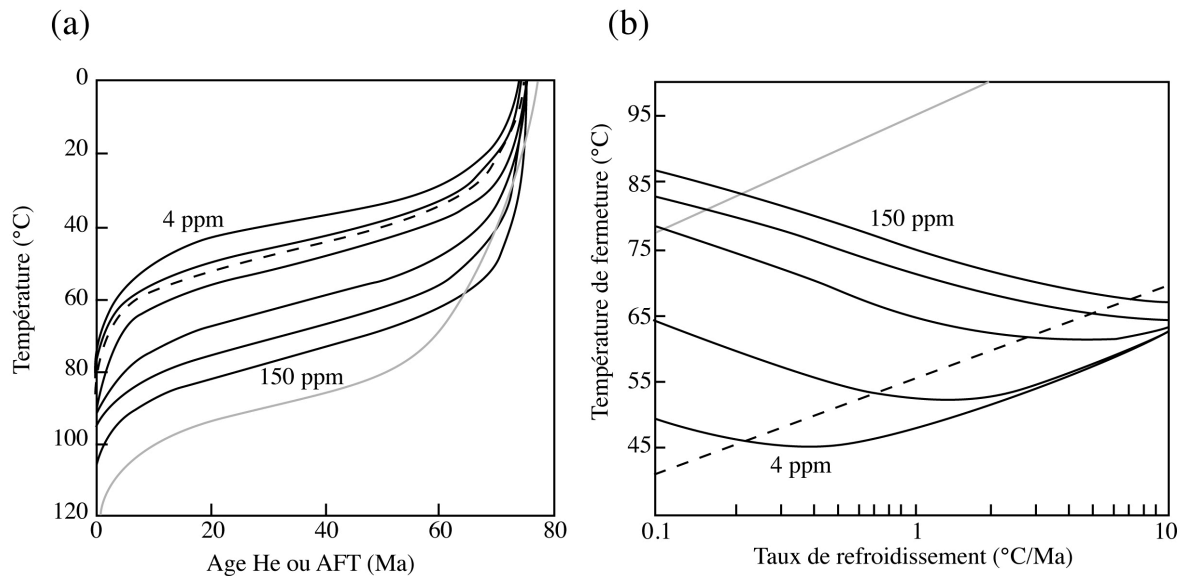 (a)
0
20
40
60
80
100
120
Température (°C)
4 ppm
150 ppm
0
20
40
60
80
Age He ou AFT (Ma)
(b)
95
85
75
65
55
45
Température de fermeture (°C)
150 ppm
4 ppm
0.1
1
10
Taux de refroidissement (°C/Ma)